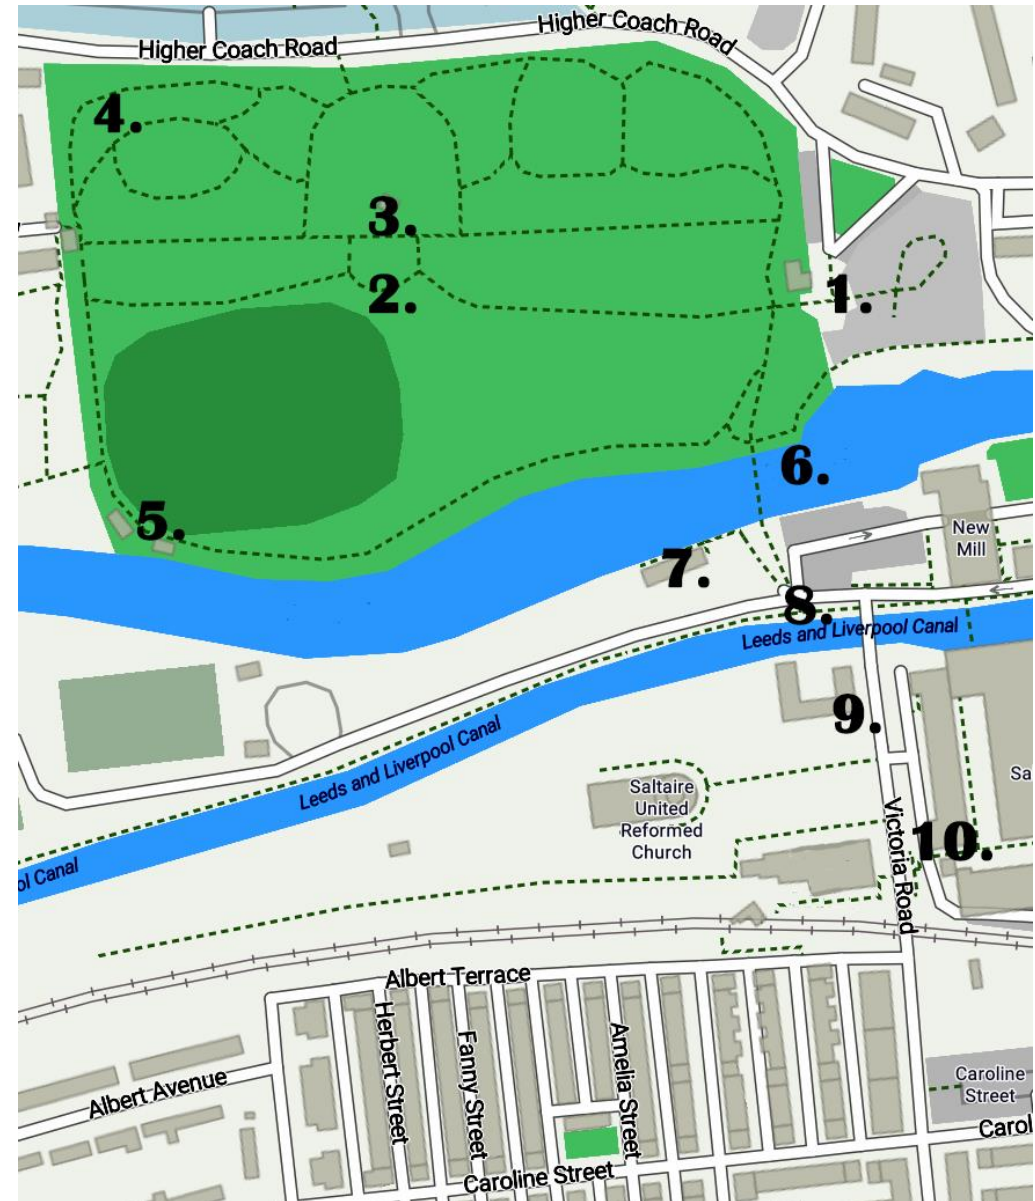 Higher Coach Road
Higher Coach Road
4.
3.
2.
1.
6.
5.
New
Mill
7.
8.
Leeds and Liverpool Canal
9.
Leeds and Liverpool Canal
Sa
Saltaire
United
Reformed
Church
Victoria Road
10.
ol Canal
Albert Terrace
Herbert Street
Fanny Street
Amelia Street
Albert Avenue
Caroline
Street
Carol
Caroline Street